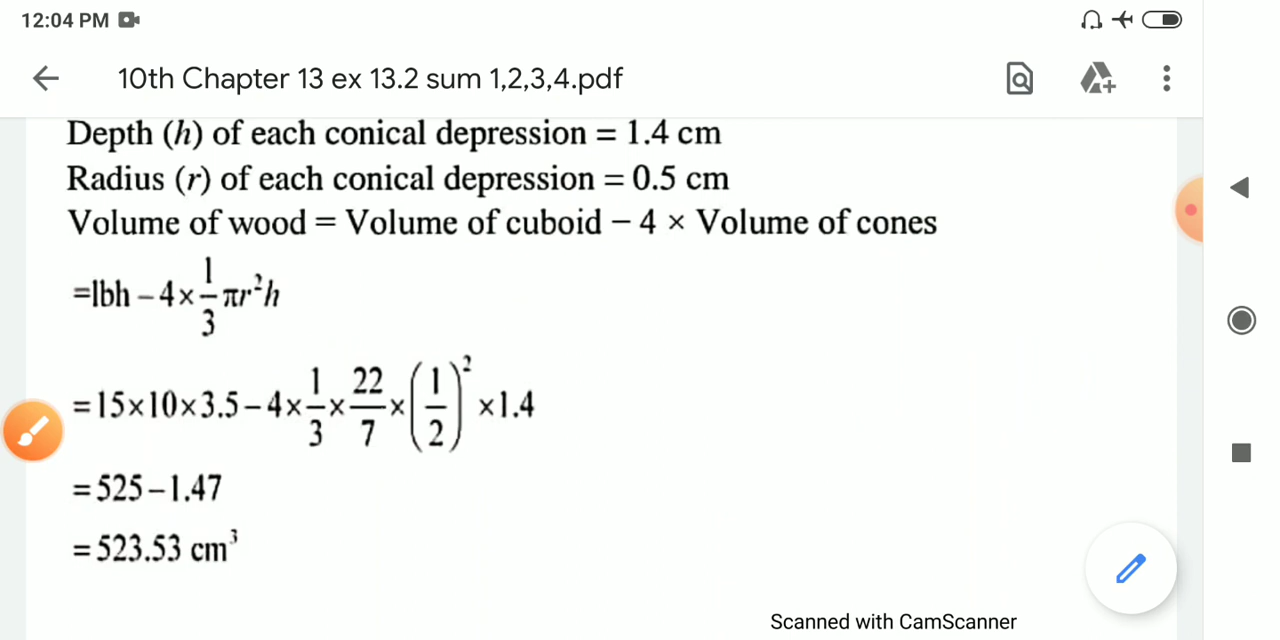 12:04 PM
10th Chapter 13 ex 13.2 sum 1,2,3,4.pdf
Depth (h) of each conical depression = 1.4 cm
Radius (r) of each conical depression = 0.5 cm
Volume of wood = Volume of cuboid − 4 × Volume of cones
=lbh − 4×1/3πr²h
=15×10×3.5−4×1/3×22/7×(1/2)²×1.4
=525−1.47
=523.53 cm³
Scanned with CamScanner